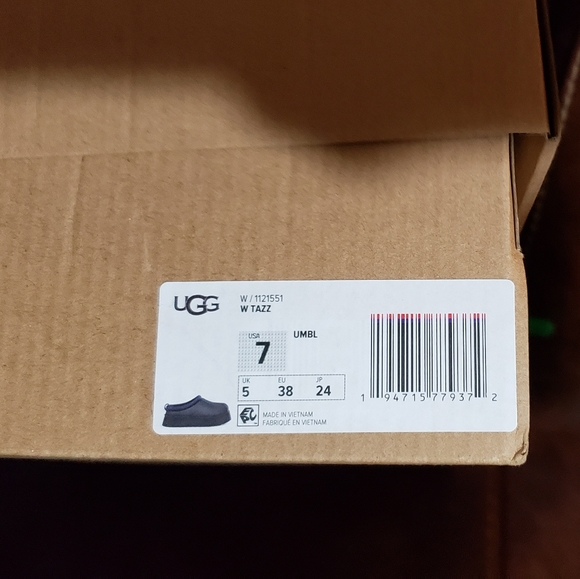 UGG
W / 1121551
W TAZZ
USA
7
UMBL
UK EU JP
5 38 24
MADE IN VIETNAM
FABRIQUÉ EN VIETNAM
1 94715 77937 2